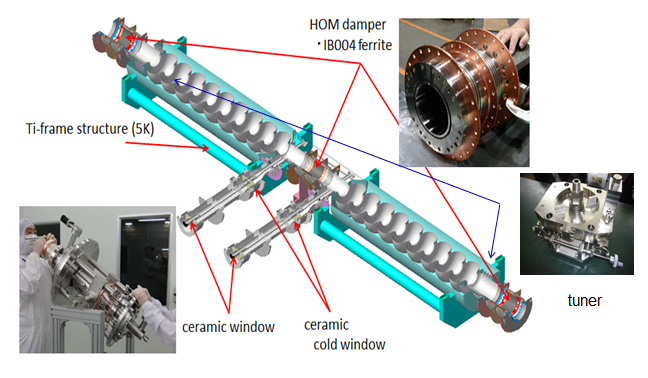 HOM damper
・IB004 ferrite
Ti-frame structure (5K)
tuner
ceramic window
ceramic
cold window